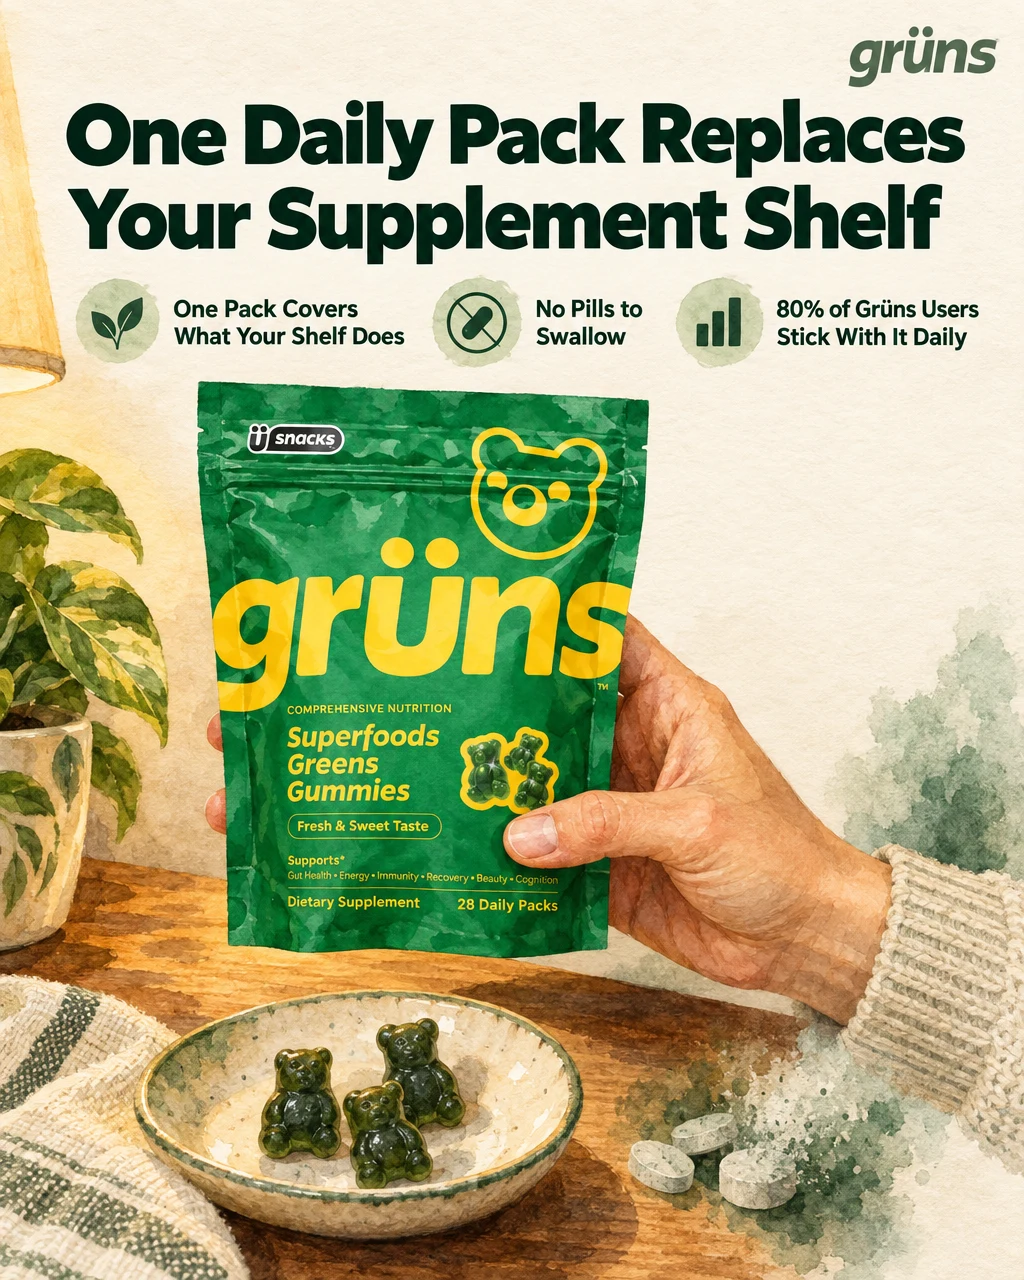 grüns
One Daily Pack Replaces
Your Supplement Shelf
One Pack Covers
What Your Shelf Does
No Pills to
Swallow
80% of Grüns Users
Stick With It Daily
ü snacks
grüns
TM
COMPREHENSIVE NUTRITION
Superfoods
Greens
Gummies
Fresh & Sweet Taste
Supports*
Gut Health • Energy • Immunity • Recovery • Beauty • Cognition
Dietary Supplement 28 Daily Packs